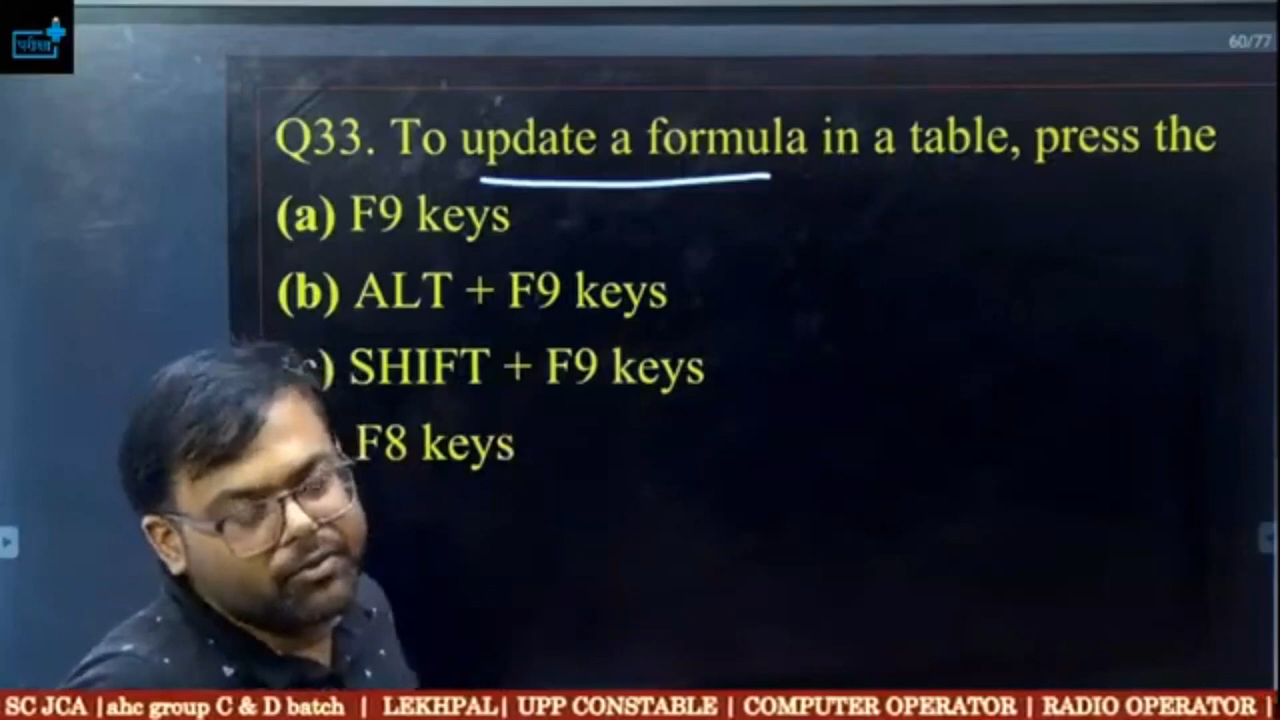 परीक्षा
60/77
Q33. To update a formula in a table, press the
(a) F9 keys
(b) ALT + F9 keys
c) SHIFT + F9 keys
F8 keys
SC JCA |ahc group C & D batch | LEKHPAL| UPP CONSTABLE | COMPUTER OPERATOR | RADIO OPERATOR |